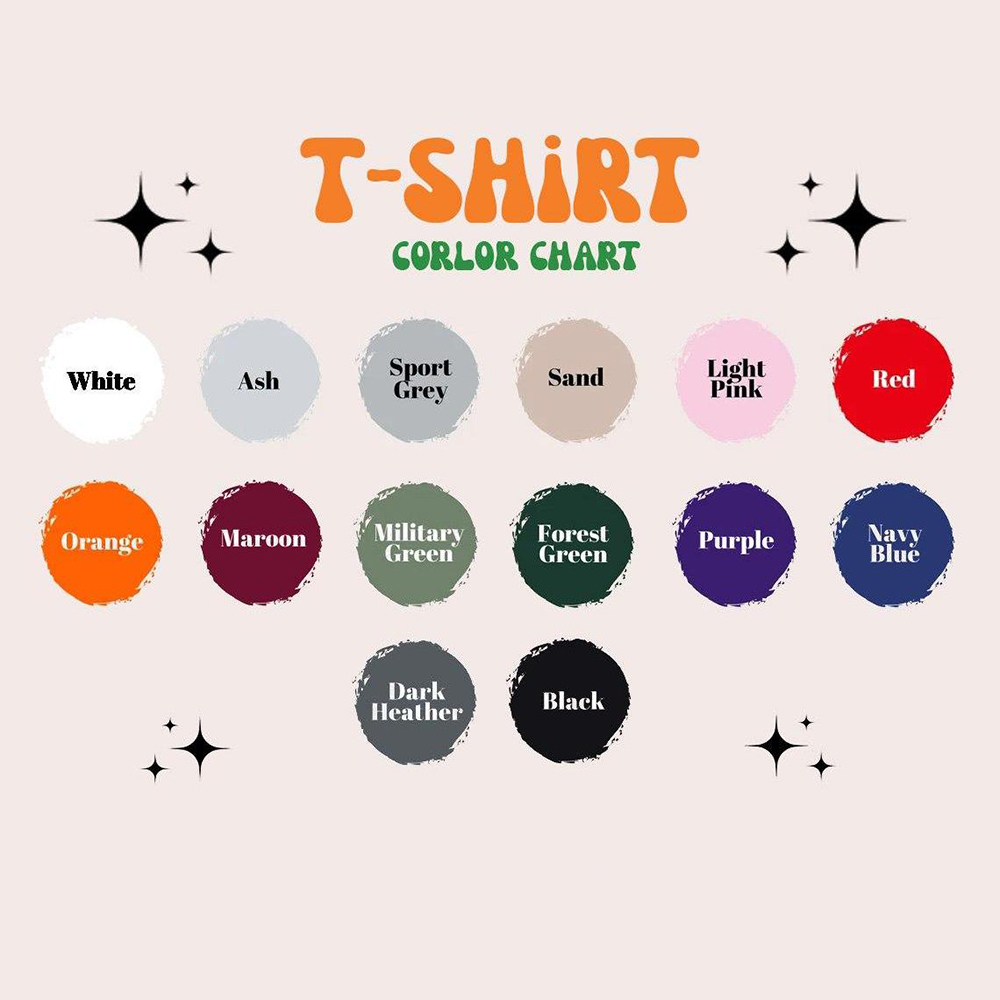 T-SHiRT
CORLOR CHART
White
Ash
Sport
Grey
Sand
Light
Pink
Red
Orange
Maroon
Military
Green
Forest
Green
Purple
Navy
Blue
Dark
Heather
Black